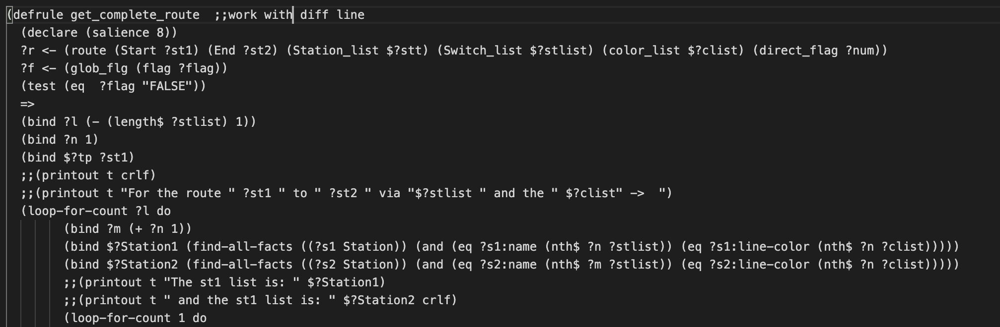 (defrule get_complete_route  ;;work with diff line
  (declare (salience 8))
  ?r <- (route (Start ?st1) (End ?st2) (Station_list $?stt) (Switch_list $?stlist) (color_list $?clist) (direct_flag ?num))
  ?f <- (glob_flg (flag ?flag))
  (test (eq  ?flag "FALSE"))
  =>
  (bind ?l (- (length$ ?stlist) 1))
  (bind ?n 1)
  (bind $?tp ?st1)
  ;;(printout t crlf)
  ;;(printout t "For the route " ?st1 " to " ?st2 " via "$?stlist " and the " $?clist" ->  ")
  (loop-for-count ?l do
        (bind ?m (+ ?n 1))
        (bind $?Station1 (find-all-facts ((?s1 Station)) (and (eq ?s1:name (nth$ ?n ?stlist)) (eq ?s1:line-color (nth$ ?n ?clist)))))
        (bind $?Station2 (find-all-facts ((?s2 Station)) (and (eq ?s2:name (nth$ ?m ?stlist)) (eq ?s2:line-color (nth$ ?n ?clist)))))
        ;;(printout t "The st1 list is: " $?Station1)
        ;;(printout t " and the st1 list is: " $?Station2 crlf)
        (loop-for-count 1 do